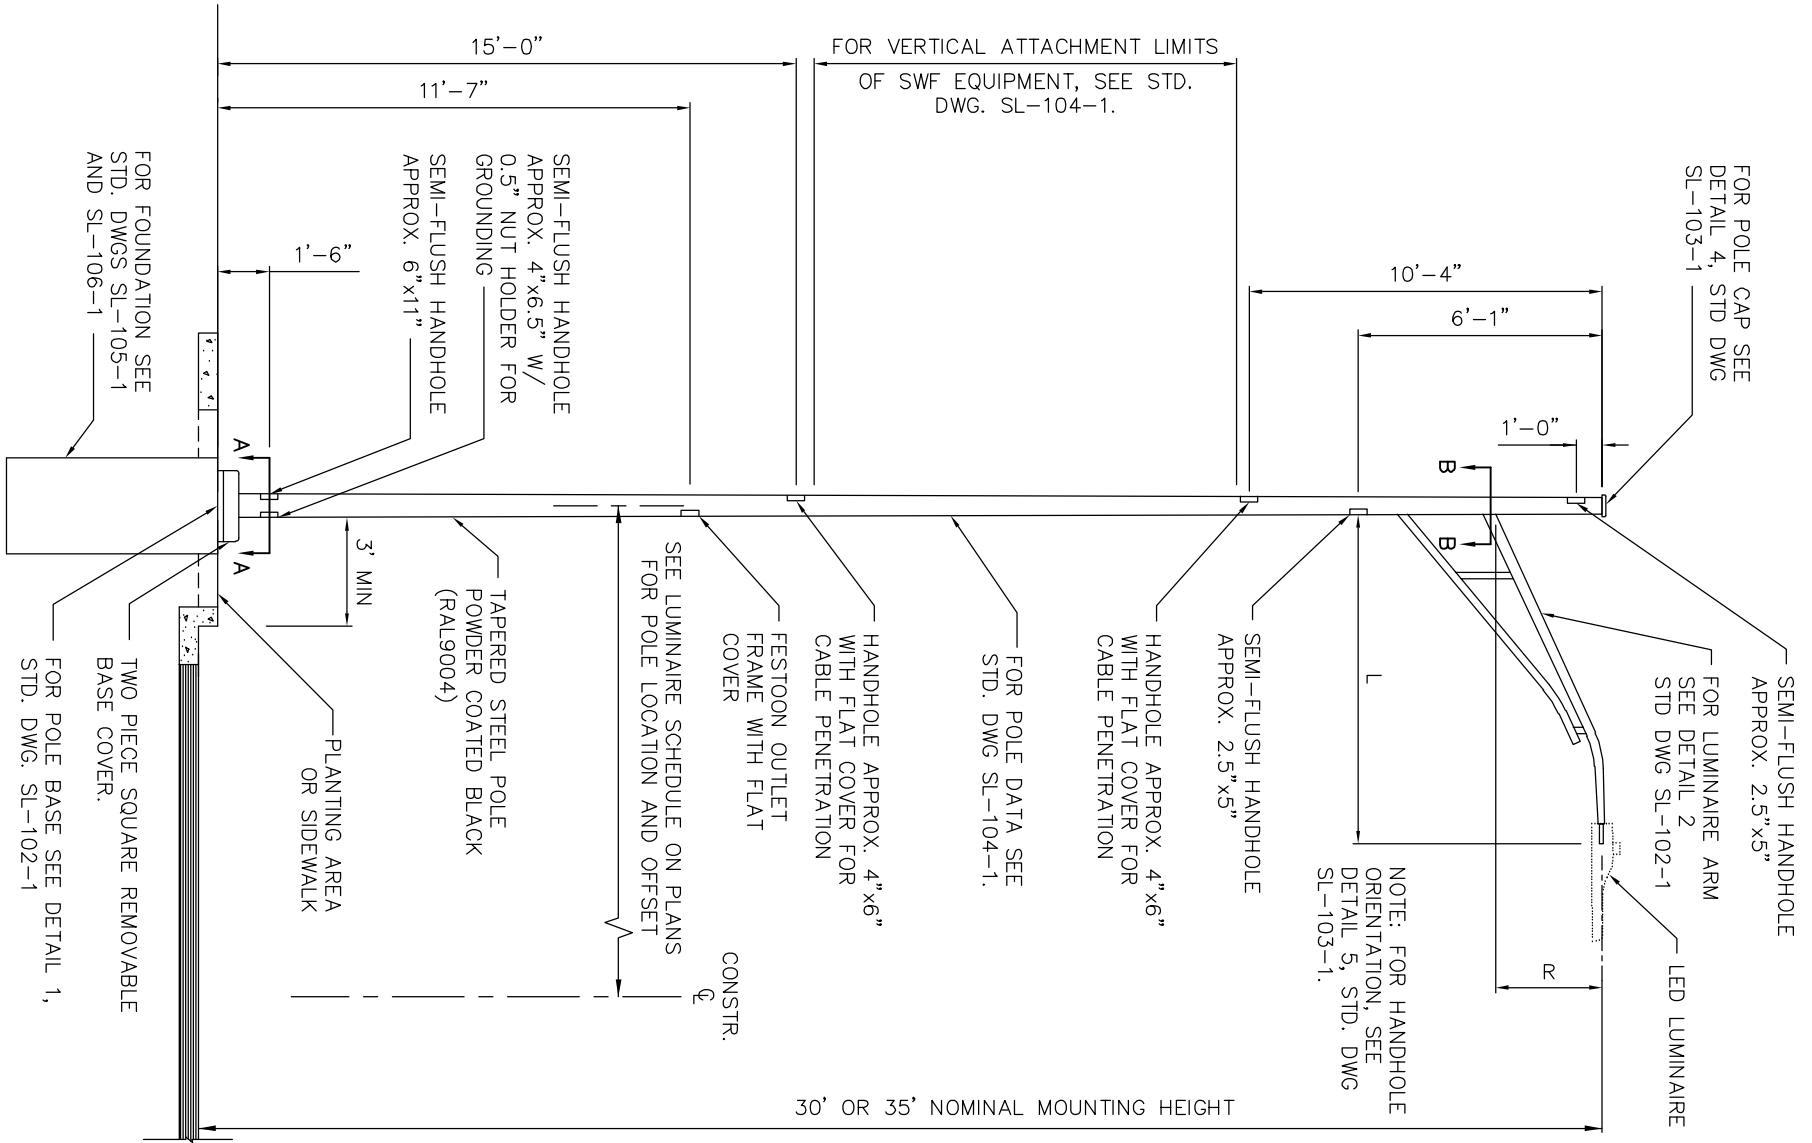 15'-0"
11'-7"
FOR VERTICAL ATTACHMENT LIMITS
OF SWF EQUIPMENT, SEE STD.
DWG. SL-104-1.
10'-4"
6'-1"
1'-0"
1'-6"
FOR POLE CAP SEE
DETAIL 4, STD DWG
SL-103-1
SEMI-FLUSH HANDHOLE
APPROX. 4"x6.5" W/
0.5" NUT HOLDER FOR
GROUNDING
SEMI-FLUSH HANDHOLE
APPROX. 6"x11"
FOR FOUNDATION SEE
STD. DWGS SL-105-1
AND SL-106-1
A
A
B
B
3' MIN
L
R
SEMI-FLUSH HANDHOLE
APPROX. 2.5"x5"
FOR LUMINAIRE ARM
SEE DETAIL 2
STD DWG SL-102-1
LED LUMINAIRE
NOTE: FOR HANDHOLE
ORIENTATION, SEE
DETAIL 5, STD. DWG
SL-103-1.
SEMI-FLUSH HANDHOLE
APPROX. 2.5"x5"
HANDHOLE APPROX. 4"x6"
WITH FLAT COVER FOR
CABLE PENETRATION
FOR POLE DATA SEE
STD. DWG SL-104-1.
HANDHOLE APPROX. 4"x6"
WITH FLAT COVER FOR
CABLE PENETRATION
FESTOON OUTLET
FRAME WITH FLAT
COVER
SEE LUMINAIRE SCHEDULE ON PLANS
FOR POLE LOCATION AND OFFSET
CONSTR.
℄
TAPERED STEEL POLE
POWDER COATED BLACK
(RAL9004)
PLANTING AREA
OR SIDEWALK
TWO PIECE SQUARE REMOVABLE
BASE COVER.
FOR POLE BASE SEE DETAIL 1,
STD. DWG. SL-102-1
30' OR 35' NOMINAL MOUNTING HEIGHT